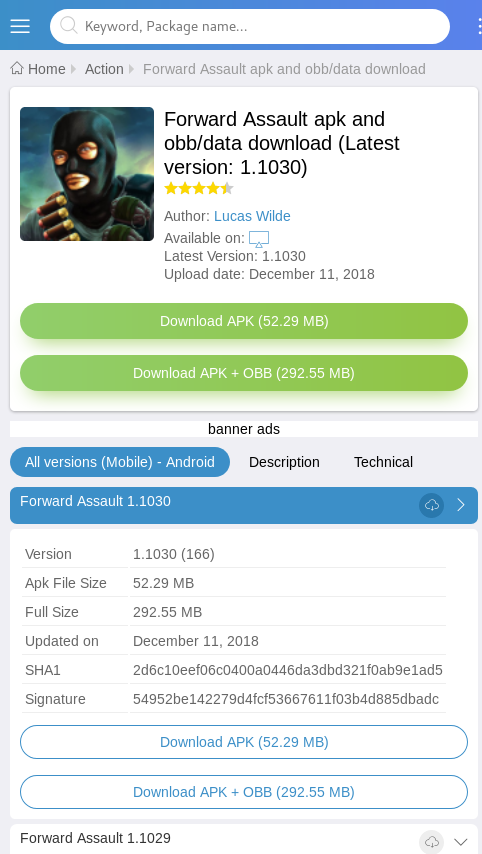 Keyword, Package name...
Home Action Forward Assault apk and obb/data download
Forward Assault apk and
obb/data download (Latest
version: 1.1030)
Author: Lucas Wilde
Available on:
Latest Version: 1.1030
Upload date: December 11, 2018
Download APK (52.29 MB)
Download APK + OBB (292.55 MB)
banner ads
All versions (Mobile) - Android Description Technical
Forward Assault 1.1030
Version 1.1030 (166)
Apk File Size 52.29 MB
Full Size 292.55 MB
Updated on December 11, 2018
SHA1 2d6c10eef06c0400a0446da3dbd321f0ab9e1ad5
Signature 54952be142279d4fcf53667611f03b4d885dbadc
Download APK (52.29 MB)
Download APK + OBB (292.55 MB)
Forward Assault 1.1029